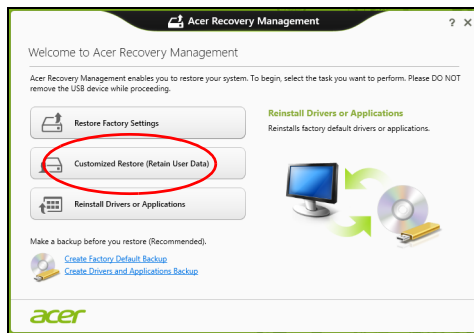 Acer Recovery Management
? X
Welcome to Acer Recovery Management
Acer Recovery Management enables you to restore your system. To begin, select the task you want to perform. Please DO NOT
remove the USB device while proceeding.
Restore Factory Settings
Customized Restore (Retain User Data)
Reinstall Drivers or Applications
Reinstall Drivers or Applications
Reinstalls factory default drivers or applications.
Make a backup before you restore (Recommended).
Create Factory Default Backup
Create Drivers and Applications Backup
acer